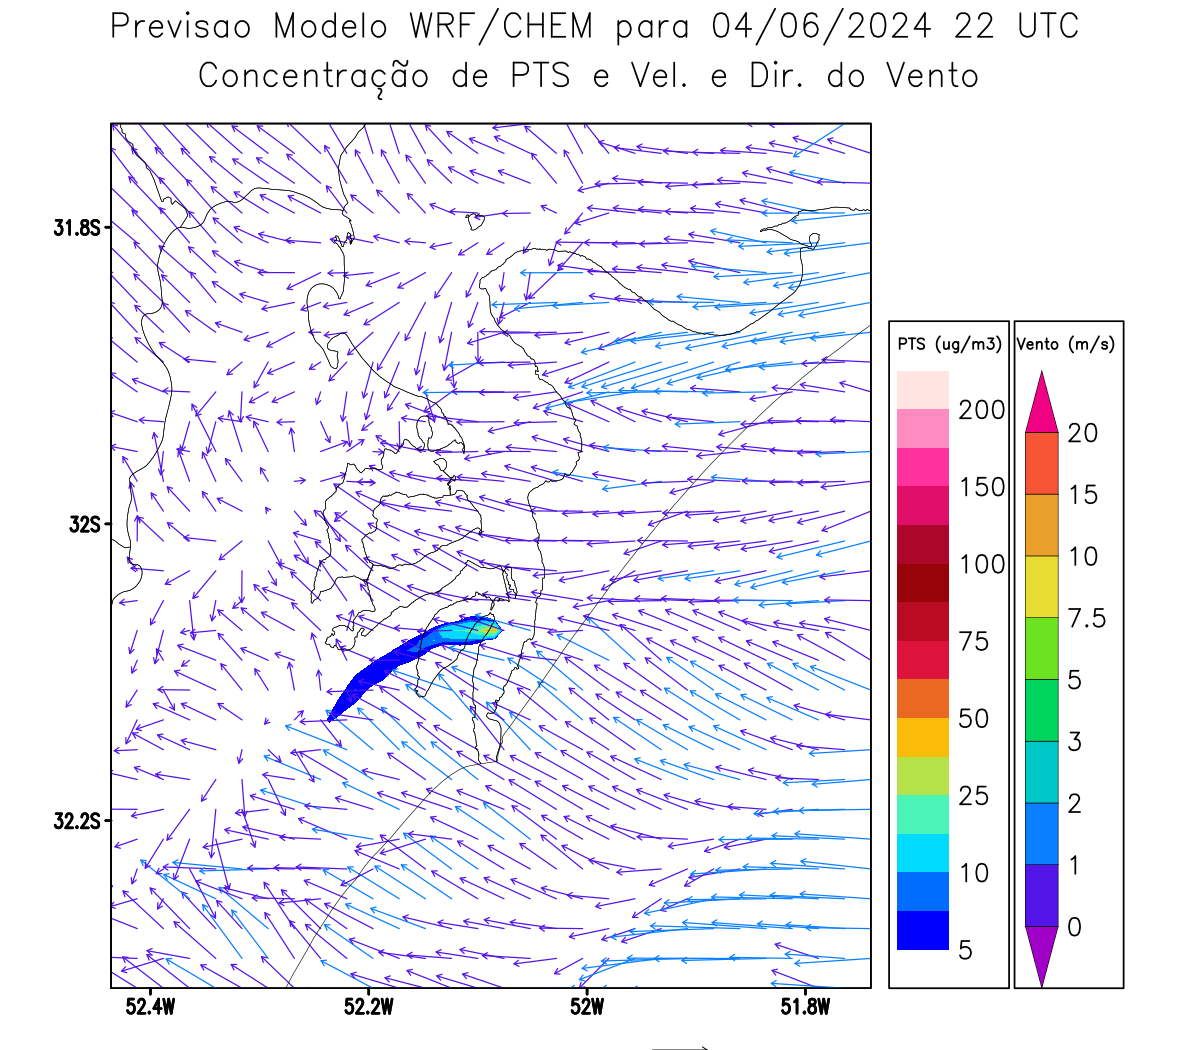 Previsao Modelo WRF/CHEM para 04/06/2024 22 UTC
Concentração de PTS e Vel. e Dir. do Vento
31.8S
32S
32.2S
52.4W
52.2W
52W
51.8W
PTS (ug/m3)
200
150
100
75
50
25
10
5
Vento (m/s)
20
15
10
7.5
5
3
2
1
0